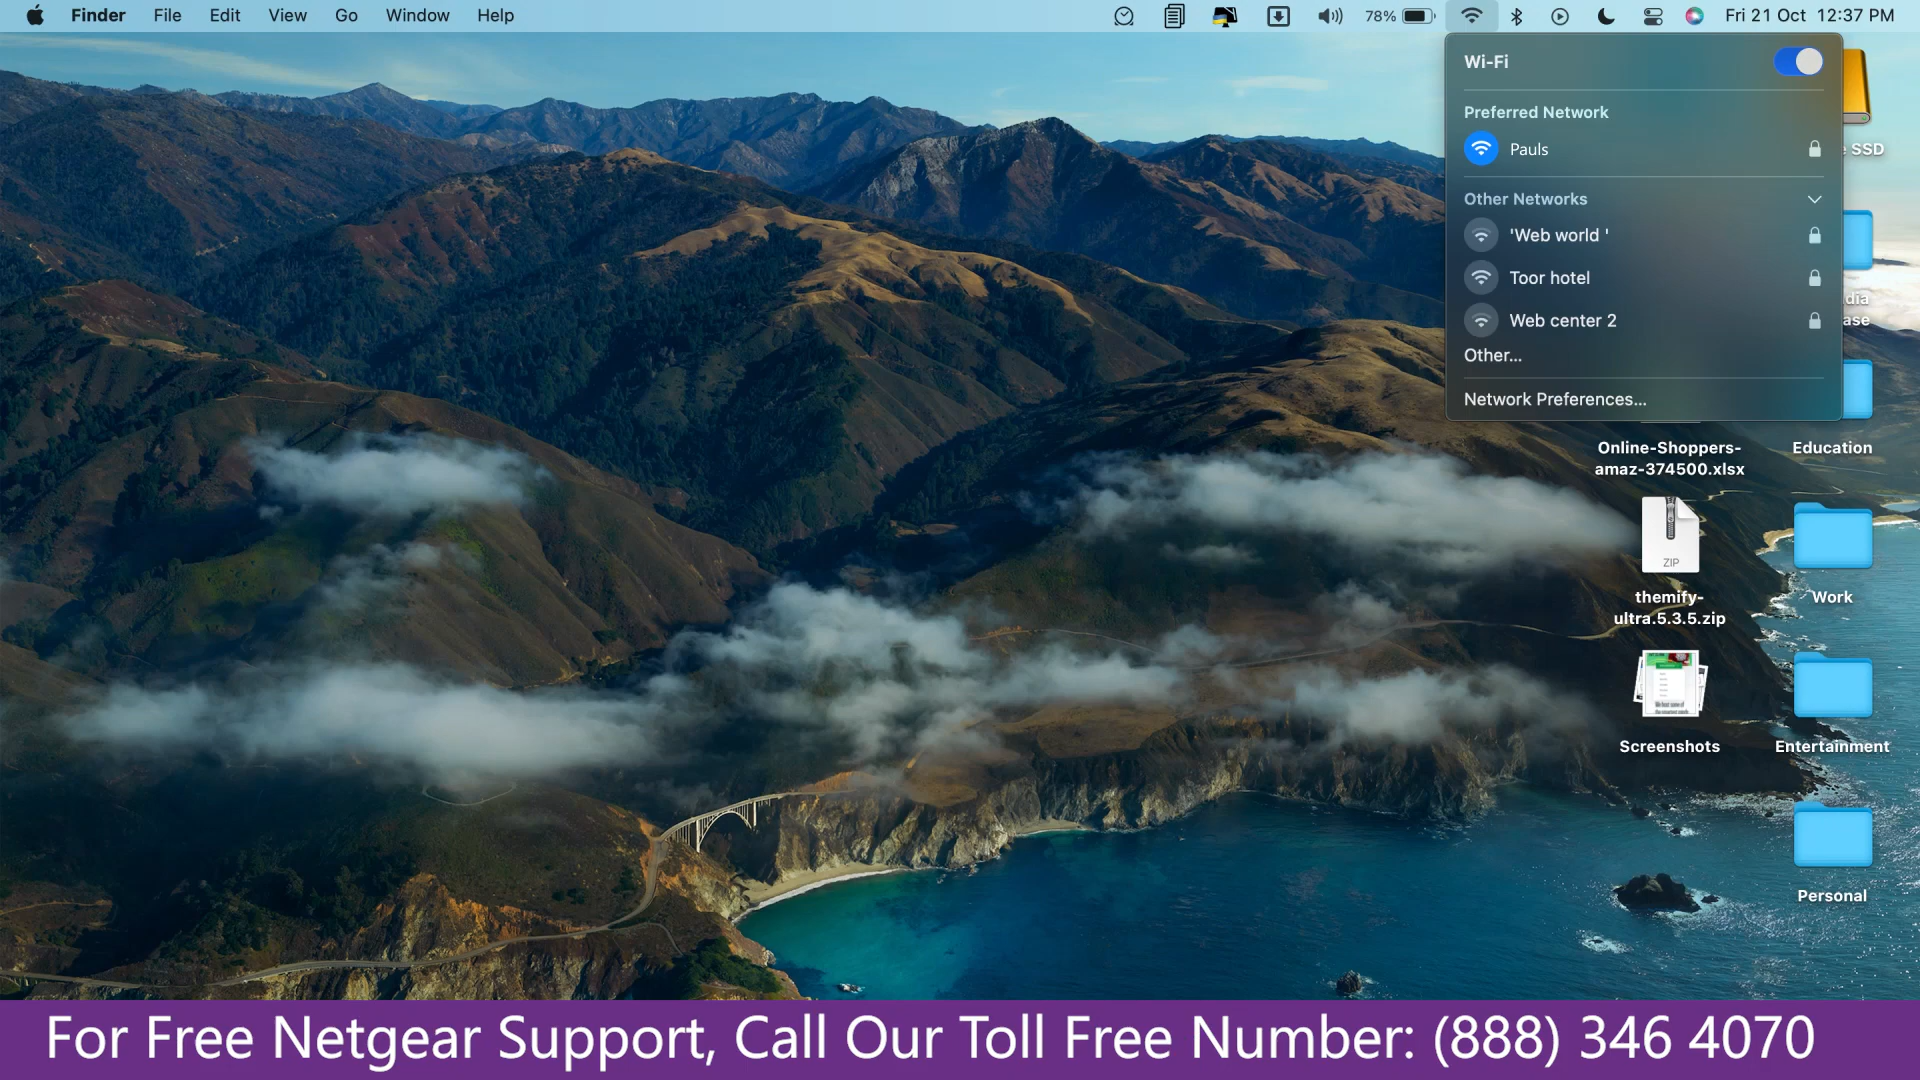 Finder File Edit View Go Window Help 78% Fri 21 Oct 12:37 PM
Wi-Fi
Preferred Network
Pauls
SSD
Other Networks
'Web world '
Toor hotel
dia
Web center 2
ase
Other...
Network Preferences...
Online-Shoppers-
amaz-374500.xlsx
Education
ZIP
themify-
ultra.5.3.5.zip
Work
Screenshots
Entertainment
Personal
For Free Netgear Support, Call Our Toll Free Number: (888) 346 4070